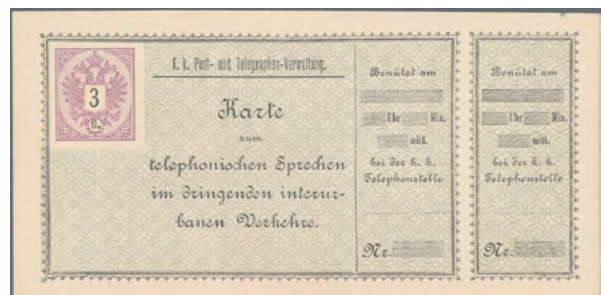 3
fl.
K. k. Post- und Telegraphen-Verwaltung.
Karte
zum
telephonischen Sprechen
im dringenden interur-
banen Verkehre.
Benützt am
Uhr Min.
mitt.
bei der k. k.
Telephonstelle
Nr.
Benützt am
Uhr Min.
mitt.
bei der k. k.
Telephonstelle
Nr.